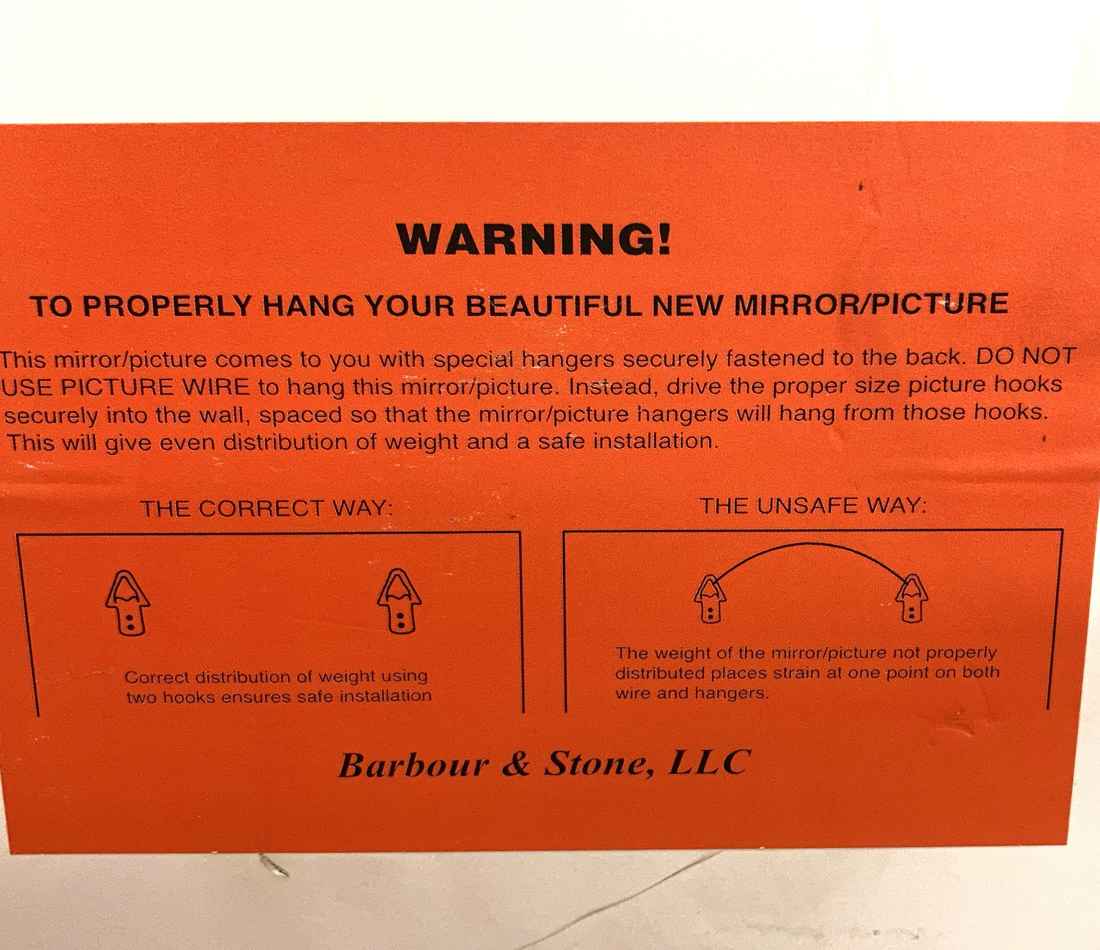 WARNING!
TO PROPERLY HANG YOUR BEAUTIFUL NEW MIRROR/PICTURE
This mirror/picture comes to you with special hangers securely fastened to the back. DO NOT
USE PICTURE WIRE to hang this mirror/picture. Instead, drive the proper size picture hooks
securely into the wall, spaced so that the mirror/picture hangers will hang from those hooks.
This will give even distribution of weight and a safe installation.
THE CORRECT WAY:
Correct distribution of weight using
two hooks ensures safe installation
THE UNSAFE WAY:
The weight of the mirror/picture not properly
distributed places strain at one point on both
wire and hangers.
Barbour & Stone, LLC